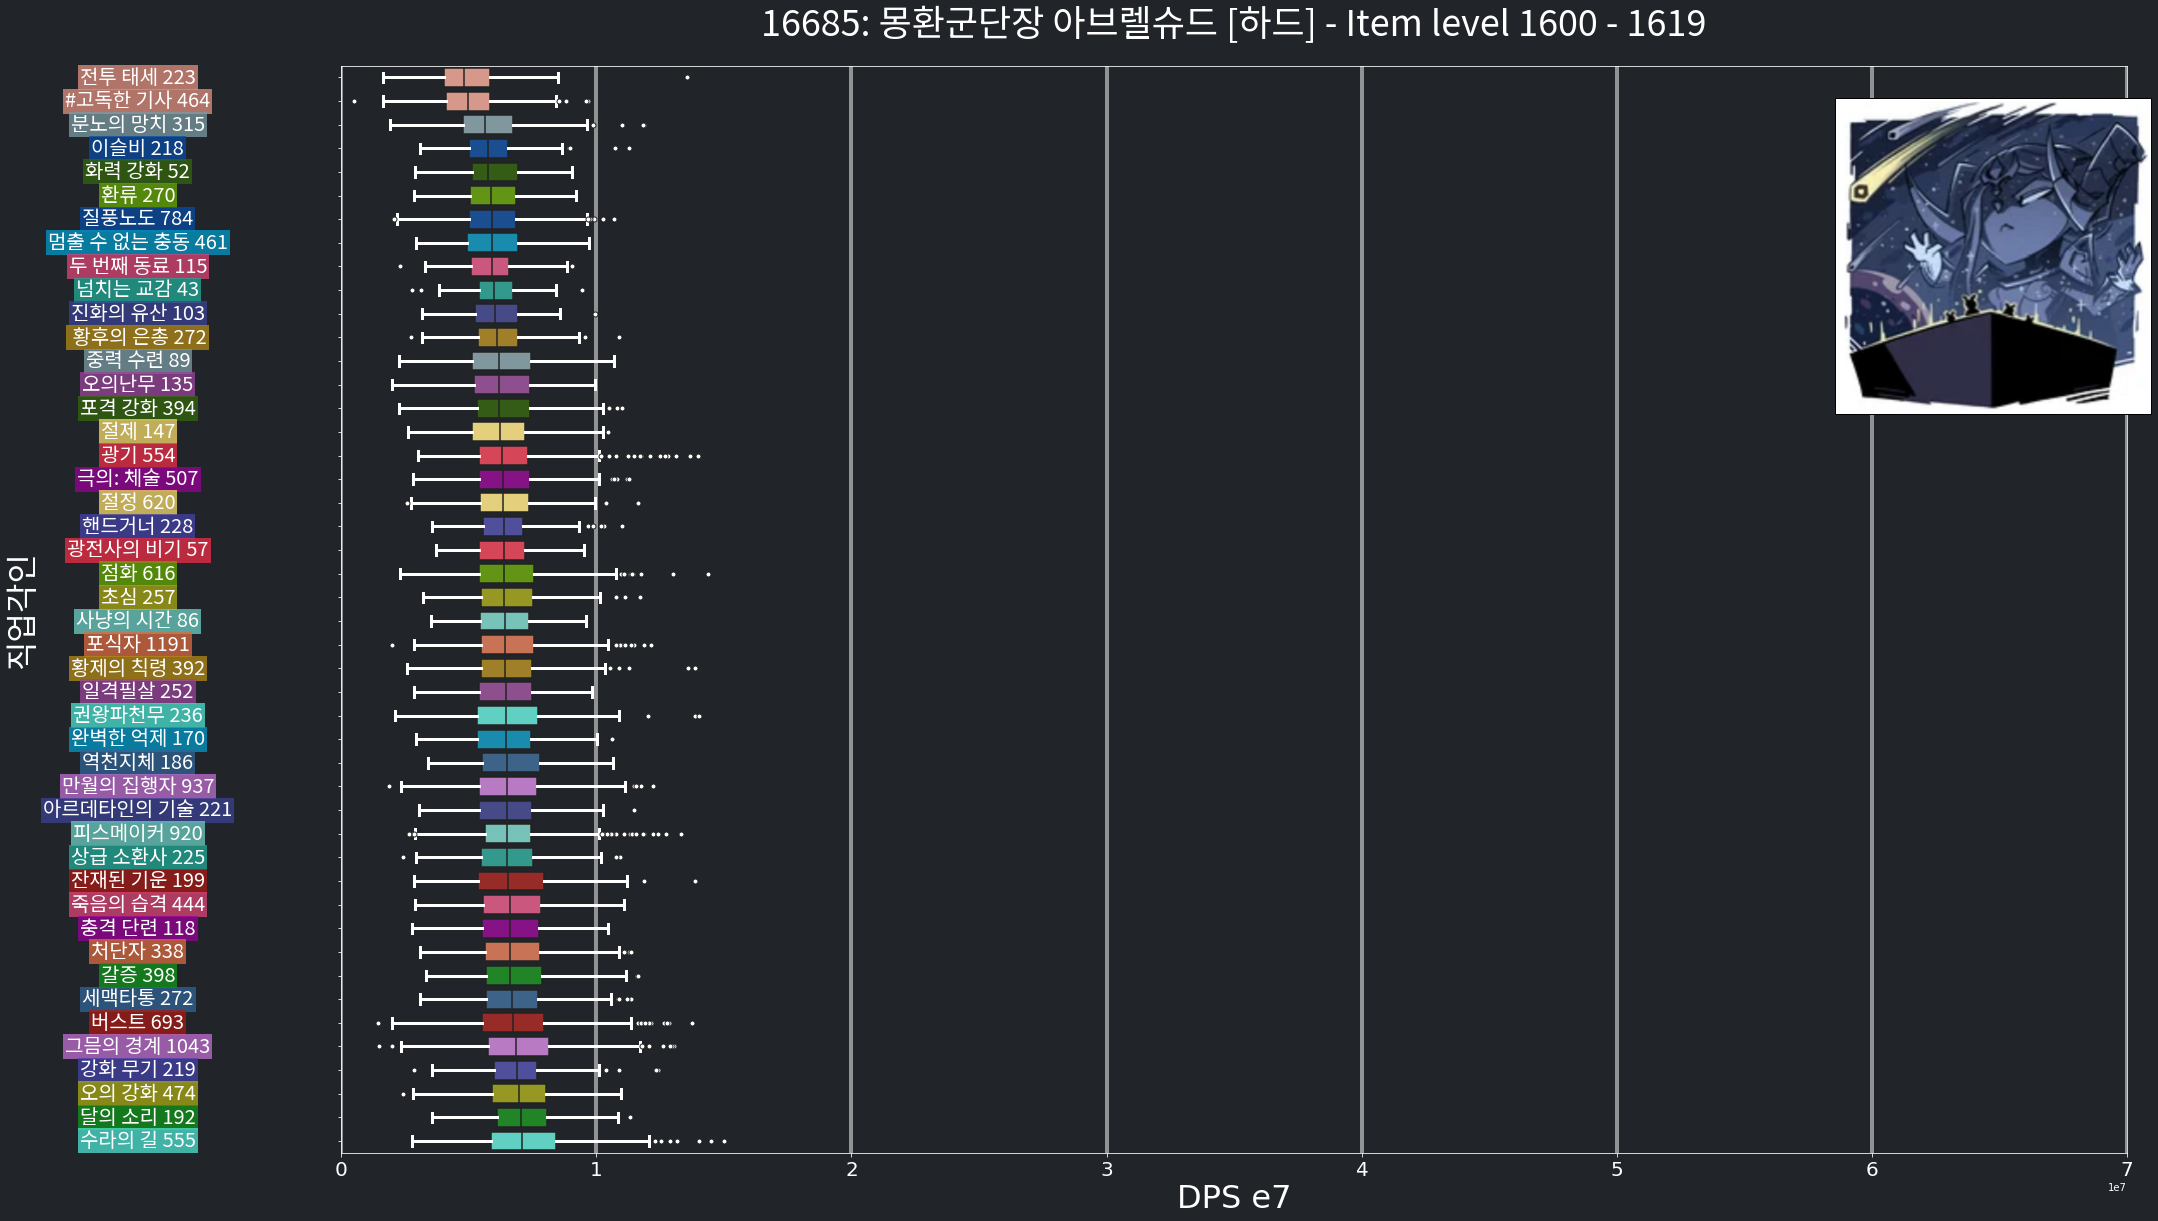 16685: 몽환군단장 아브렐슈드 [하드] - Item level 1600 - 1619
전투 태세 223
#고독한 기사 464
분노의 망치 315
이슬비 218
화력 강화 52
환류 270
질풍노도 784
멈출 수 없는 충동 461
두 번째 동료 115
넘치는 교감 43
진화의 유산 103
황후의 은총 272
중력 수련 89
오의난무 135
포격 강화 394
절제 147
광기 554
극의: 체술 507
절정 620
핸드거너 228
광전사의 비기 57
점화 616
초심 257
사냥의 시간 86
포식자 1191
황제의 칙령 392
일격필살 252
권왕파천무 236
완벽한 억제 170
역천지체 186
만월의 집행자 937
아르데타인의 기술 221
피스메이커 920
상급 소환사 225
잔재된 기운 199
죽음의 습격 444
충격 단련 118
처단자 338
갈증 398
세맥타통 272
버스트 693
그믐의 경계 1043
강화 무기 219
오의 강화 474
달의 소리 192
수라의 길 555
직업각인
0 1 2 3 4 5 6 7
1e7
DPS e7